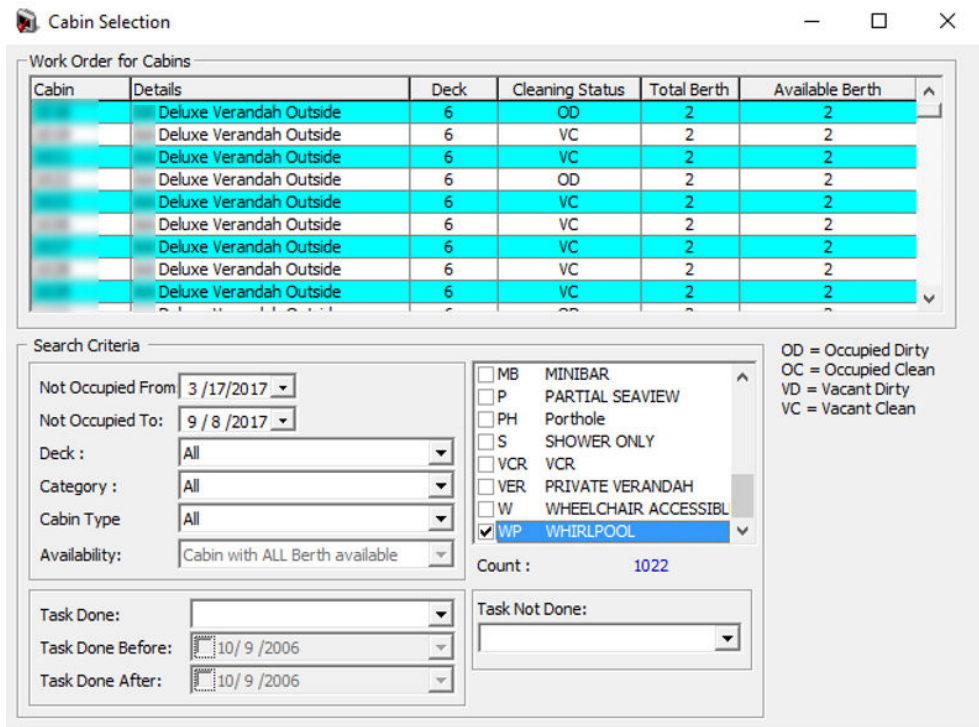 Cabin Selection
Work Order for Cabins
Cabin Details Deck Cleaning Status Total Berth Available Berth
Deluxe Verandah Outside 6 OD 2 2
Deluxe Verandah Outside 6 VC 2 2
Deluxe Verandah Outside 6 VC 2 2
Deluxe Verandah Outside 6 OD 2 2
Deluxe Verandah Outside 6 VC 2 2
Deluxe Verandah Outside 6 VC 2 2
Deluxe Verandah Outside 6 VC 2 2
Deluxe Verandah Outside 6 VC 2 2
Deluxe Verandah Outside 6 VC 2 2
Search Criteria
Not Occupied From 3 /17/2017
Not Occupied To: 9 / 8 /2017
Deck : All
Category : All
Cabin Type All
Availability: Cabin with ALL Berth available
MB MINIBAR
P PARTIAL SEAVIEW
PH Porthole
S SHOWER ONLY
VCR VCR
VER PRIVATE VERANDAH
W WHEELCHAIR ACCESSIBL
WP WHIRLPOOL
Count : 1022
OD = Occupied Dirty
OC = Occupied Clean
VD = Vacant Dirty
VC = Vacant Clean
Task Done:
Task Done Before: 10/ 9 /2006
Task Done After: 10/ 9 /2006
Task Not Done: